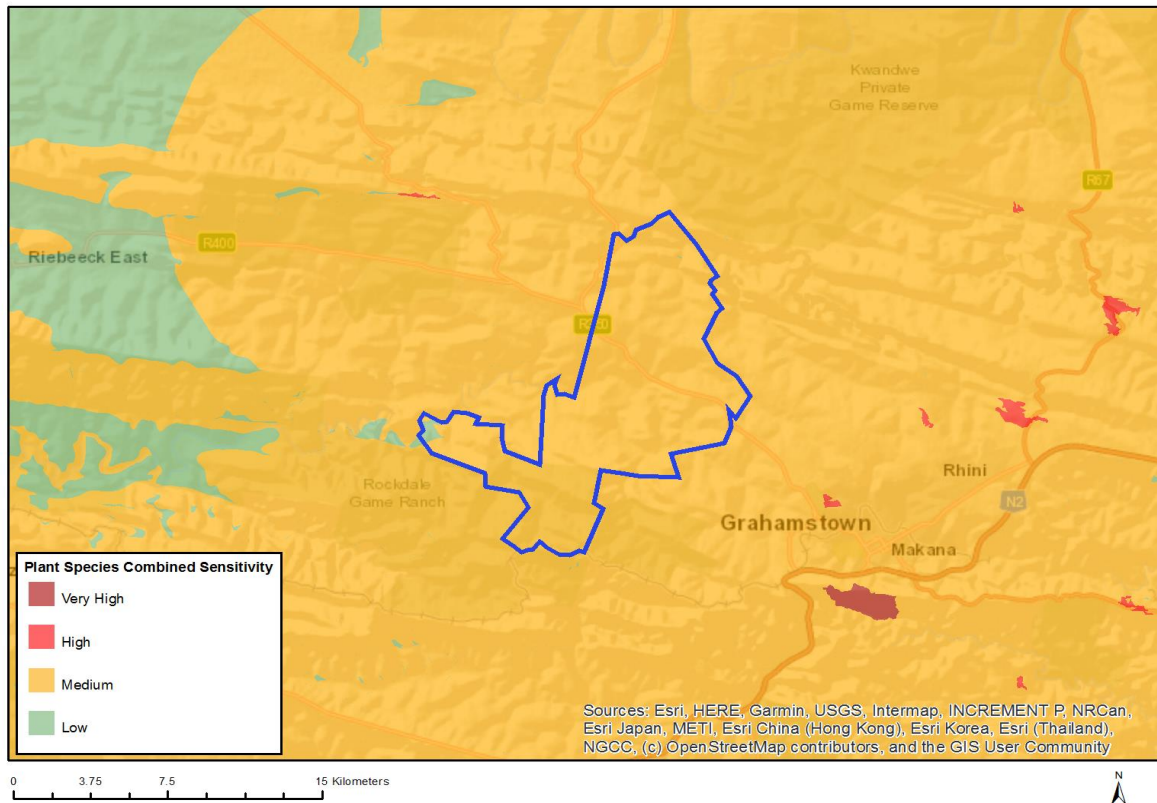 Kwandwe
Private
Game Reserve
R67
R400
Riebeeck East
Rockdale
Game Ranch
Rhini
N2
Grahamstown
Makana
Plant Species Combined Sensitivity
Very High
High
Medium
Low
Sources: Esri, HERE, Garmin, USGS, Intermap, INCREMENT P, NRCan,
Esri Japan, METI, Esri China (Hong Kong), Esri Korea, Esri (Thailand),
NGCC, (c) OpenStreetMap contributors, and the GIS User Community
0 3.75 7.5 15 Kilometers
N